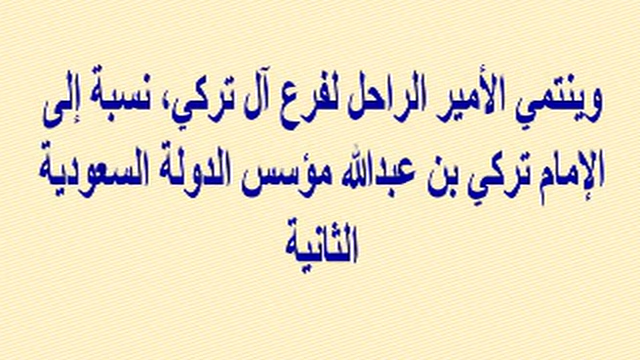 وينتمي الأمير الراحل لفرع آل تركي، نسبة إلى
الإمام تركي بن عبدالله مؤسس الدولة السعودية
الثانية